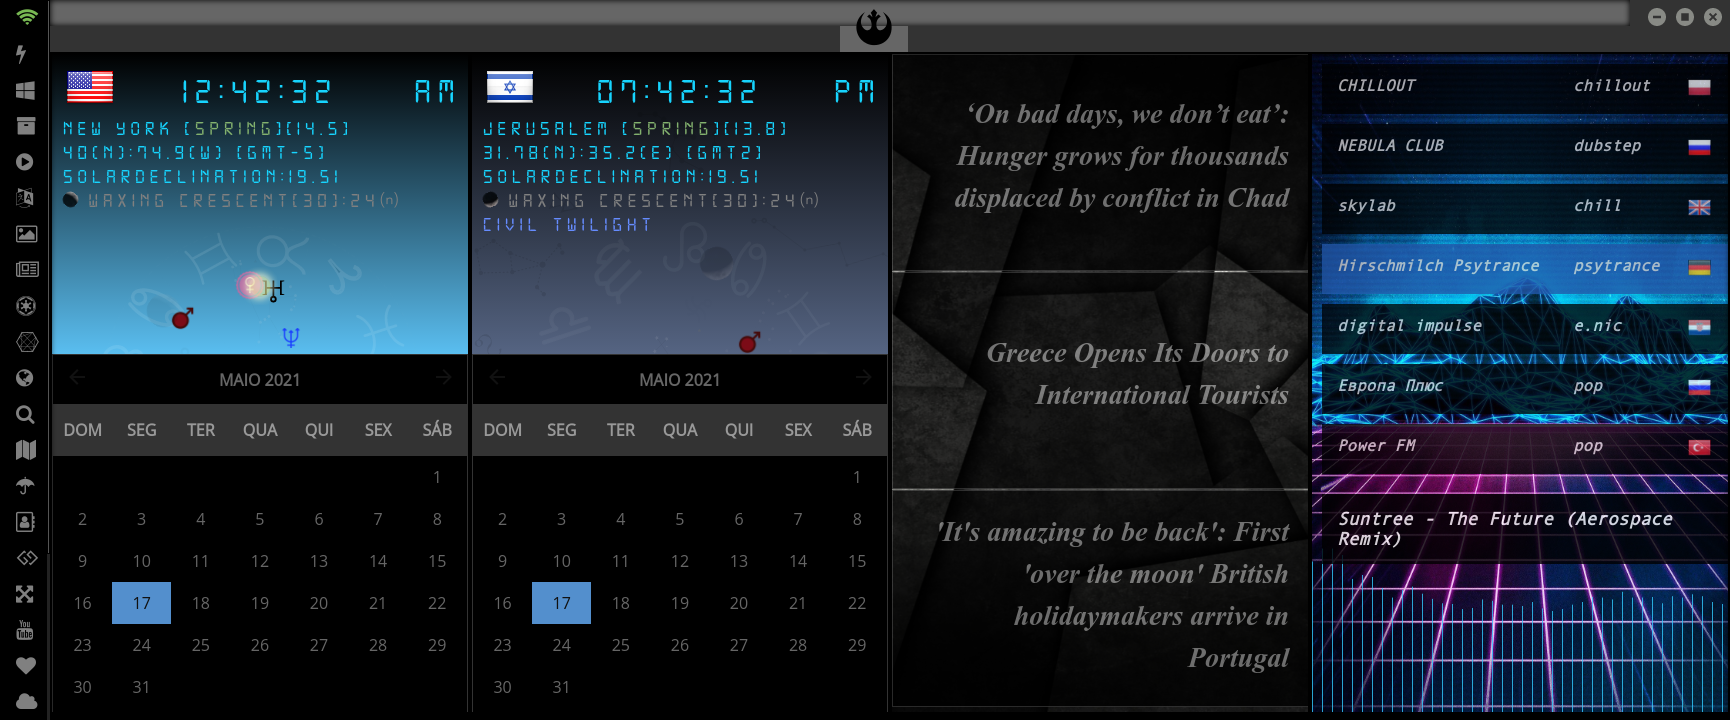 12:42:32 AM
NEW YORK [SPRING][14.5]
40(N):74.9(W) [GMT-5]
SOLARDECLINATION:19.51
WAXING CRESCENT[30]:24(n)
MAIO 2021
DOM SEG TER QUA QUI SEX SÁB
1
2 3 4 5 6 7 8
9 10 11 12 13 14 15
16 17 18 19 20 21 22
23 24 25 26 27 28 29
30 31
07:42:32 PM
JERUSALEM [SPRING][13.8]
31.78(N):35.2(E) [GMT2]
SOLARDECLINATION:19.51
WAXING CRESCENT[30]:24(n)
CIVIL TWILIGHT
MAIO 2021
DOM SEG TER QUA QUI SEX SÁB
1
2 3 4 5 6 7 8
9 10 11 12 13 14 15
16 17 18 19 20 21 22
23 24 25 26 27 28 29
30 31
‘On bad days, we don’t eat’:
Hunger grows for thousands
displaced by conflict in Chad
Greece Opens Its Doors to
International Tourists
'It's amazing to be back': First
'over the moon' British
holidaymakers arrive in
Portugal
CHILLOUT chillout
NEBULA CLUB dubstep
skylab chill
Hirschmilch Psytrance psytrance
digital impulse e.nic
Европа Плюс pop
Power FM pop
Suntree - The Future (Aerospace
Remix)
You
Tube